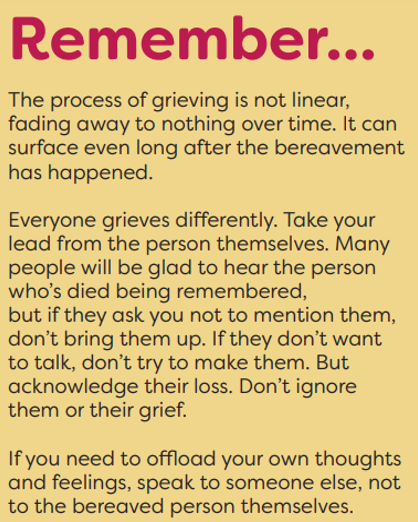 Remember...
The process of grieving is not linear,
fading away to nothing over time. It can
surface even long after the bereavement
has happened.
Everyone grieves differently. Take your
lead from the person themselves. Many
people will be glad to hear the person
who’s died being remembered,
but if they ask you not to mention them,
don’t bring them up. If they don’t want
to talk, don’t try to make them. But
acknowledge their loss. Don’t ignore
them or their grief.
If you need to offload your own thoughts
and feelings, speak to someone else, not
to the bereaved person themselves.